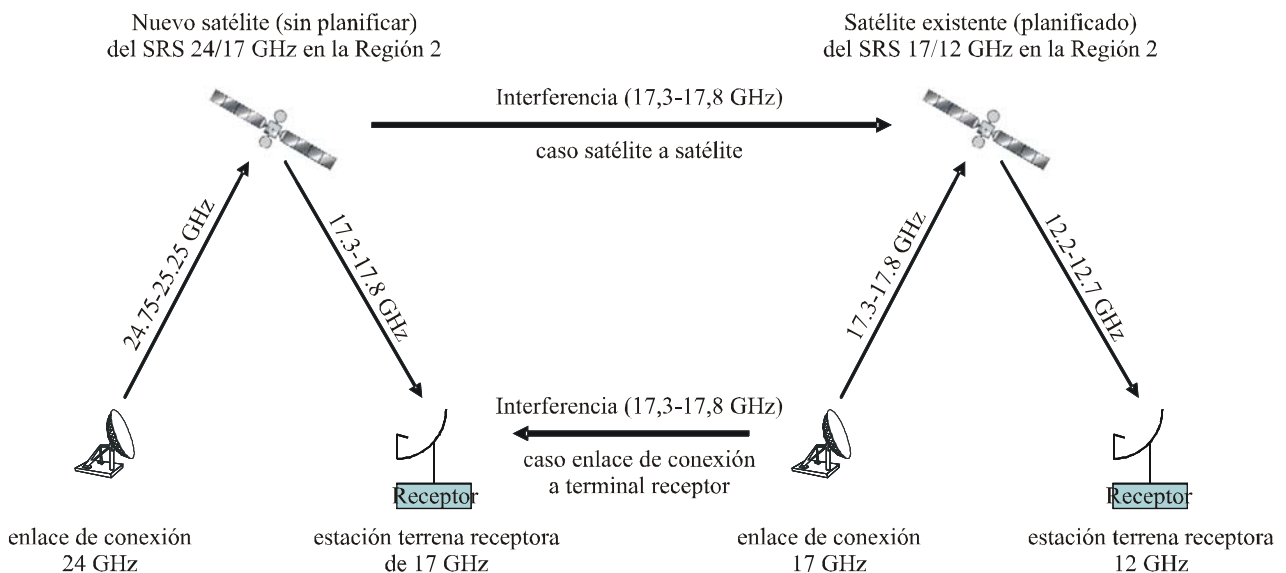 Nuevo satélite (sin planificar)
del SRS 24/17 GHz en la Región 2
Satélite existente (planificado)
del SRS 17/12 GHz en la Región 2
Interferencia (17,3-17,8 GHz)
caso satélite a satélite
24.75-25.25 GHz
17.3-17.8 GHz
17.3-17.8 GHz
12.2-12.7 GHz
Interferencia (17,3-17,8 GHz)
caso enlace de conexión
a terminal receptor
Receptor
Receptor
enlace de conexión
24 GHz
estación terrena receptora
de 17 GHz
enlace de conexión
17 GHz
estación terrena receptora
12 GHz